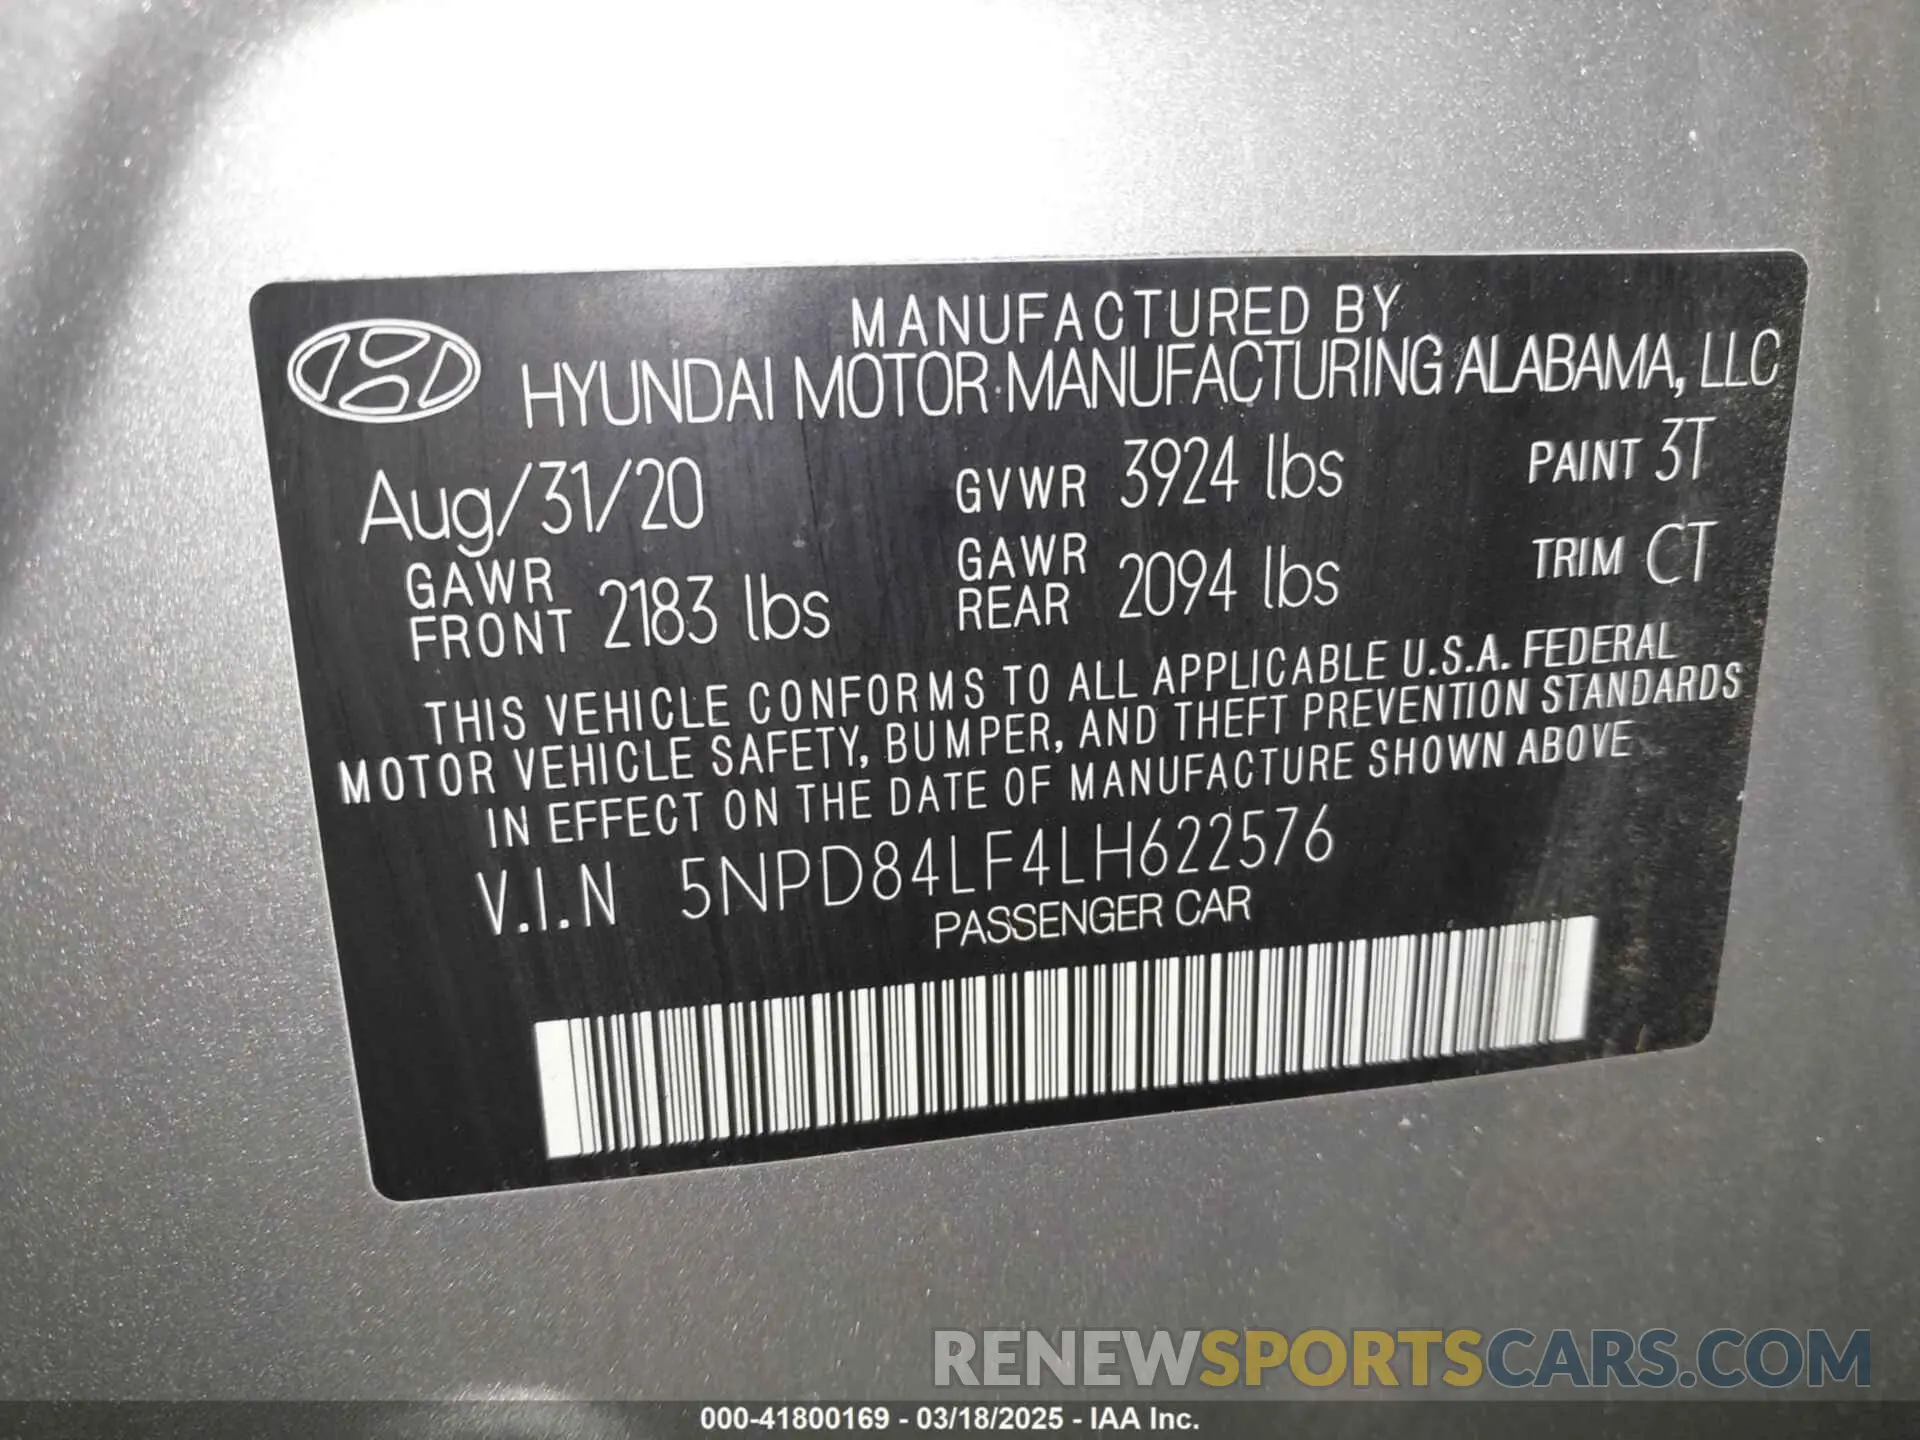 MANUFACTURED BY
HYUNDAI MOTOR MANUFACTURING ALABAMA, LLC
Aug/31/20 GVWR 3924 lbs PAINT 3T
GAWR FRONT 2183 lbs GAWR REAR 2094 lbs TRIM CT
THIS VEHICLE CONFORMS TO ALL APPLICABLE U.S.A. FEDERAL
MOTOR VEHICLE SAFETY, BUMPER, AND THEFT PREVENTION STANDARDS
IN EFFECT ON THE DATE OF MANUFACTURE SHOWN ABOVE
V.I.N 5NPD84LF4LH622576
PASSENGER CAR
RENEWSPORTSCARS.COM
000-41800169 - 03/18/2025 - IAA Inc.